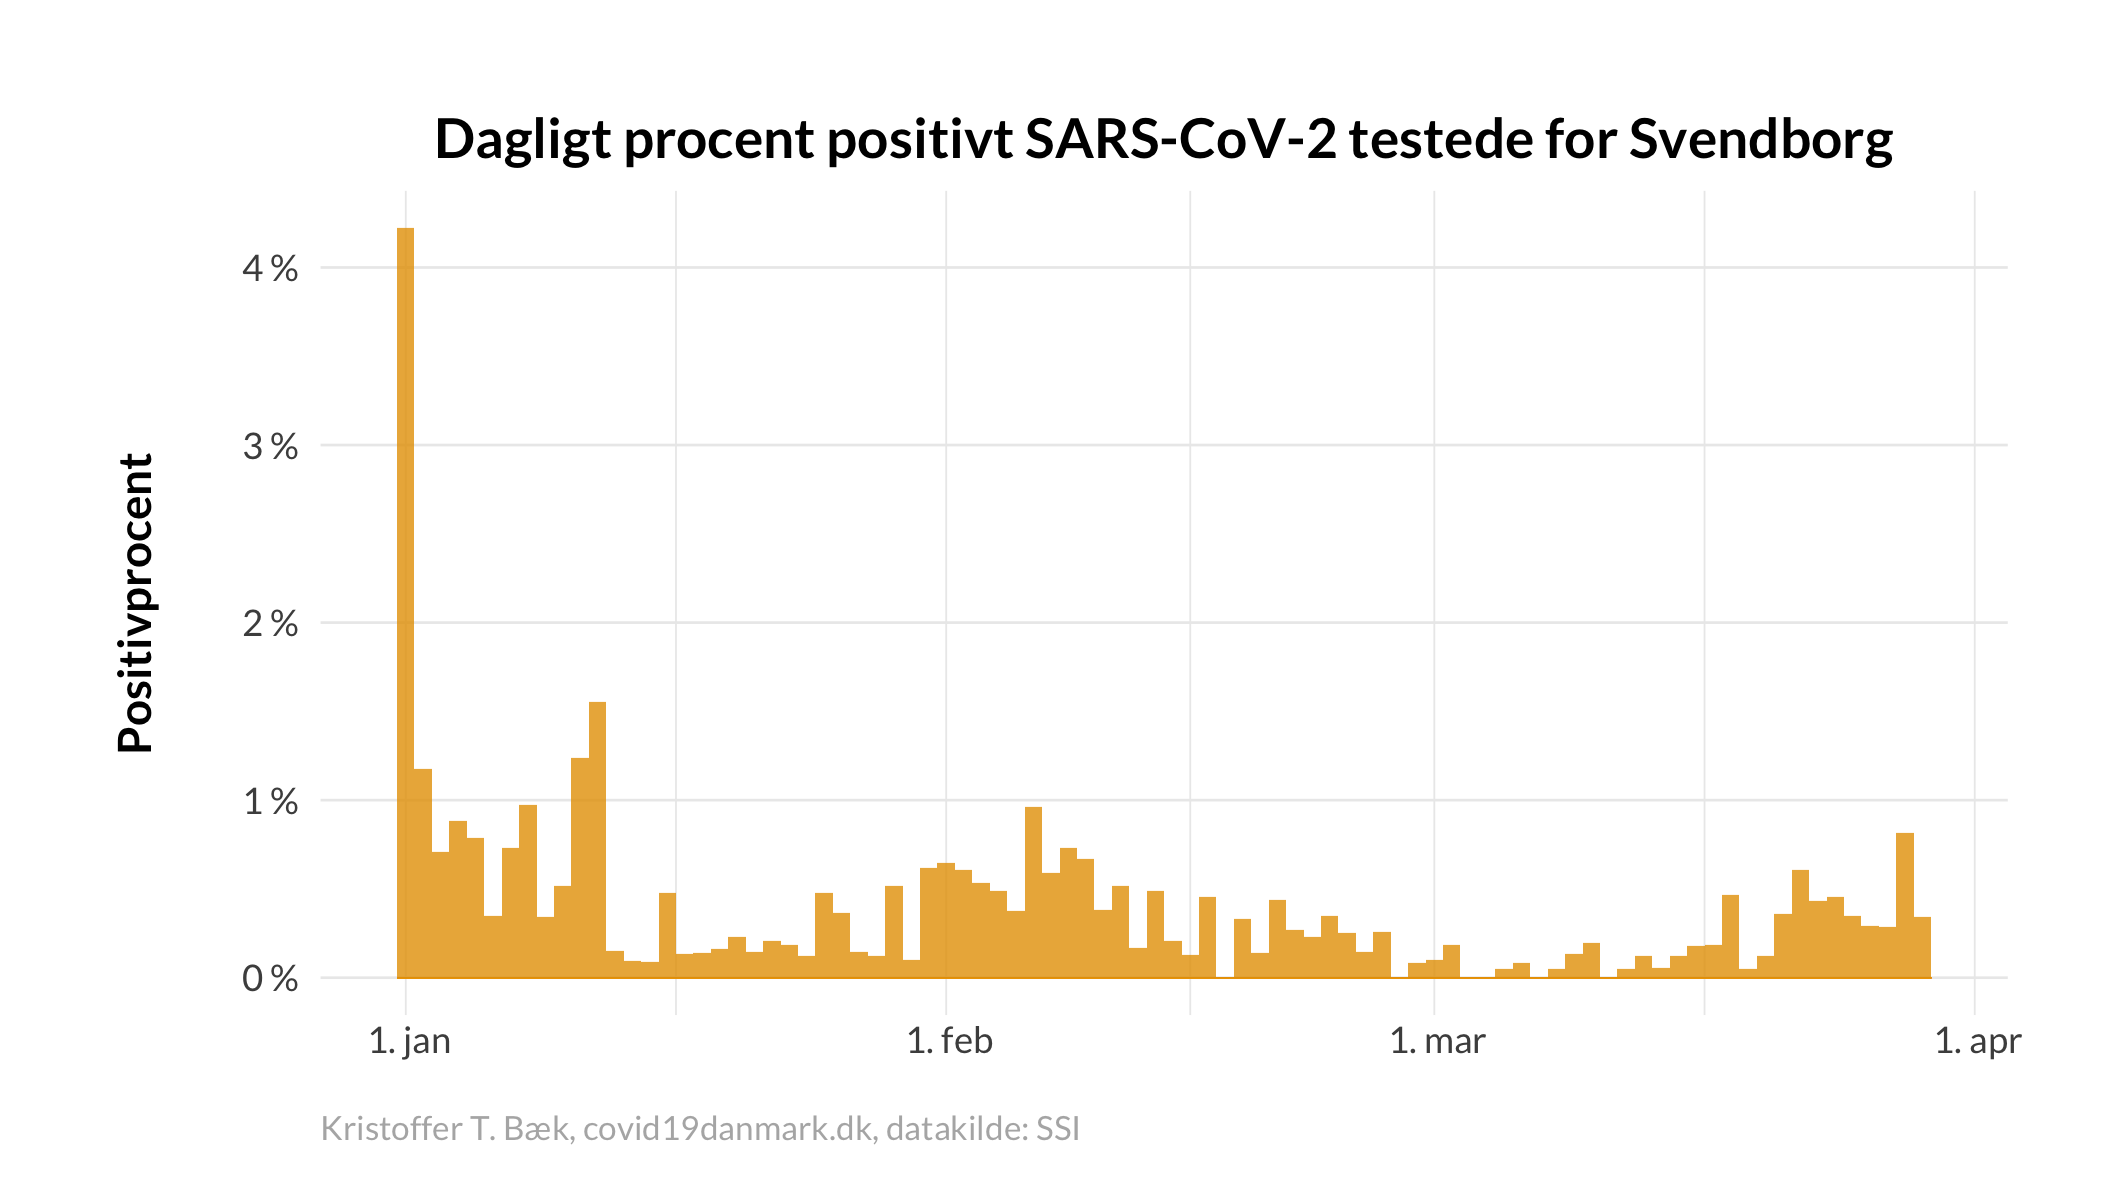 Dagligt procent positivt SARS-CoV-2 testede for Svendborg
Positivprocent
4 %
3 %
2 %
1 %
0 %
1. jan
1. feb
1. mar
1. apr
Kristoffer T. Bæk, covid19danmark.dk, datakilde: SSI